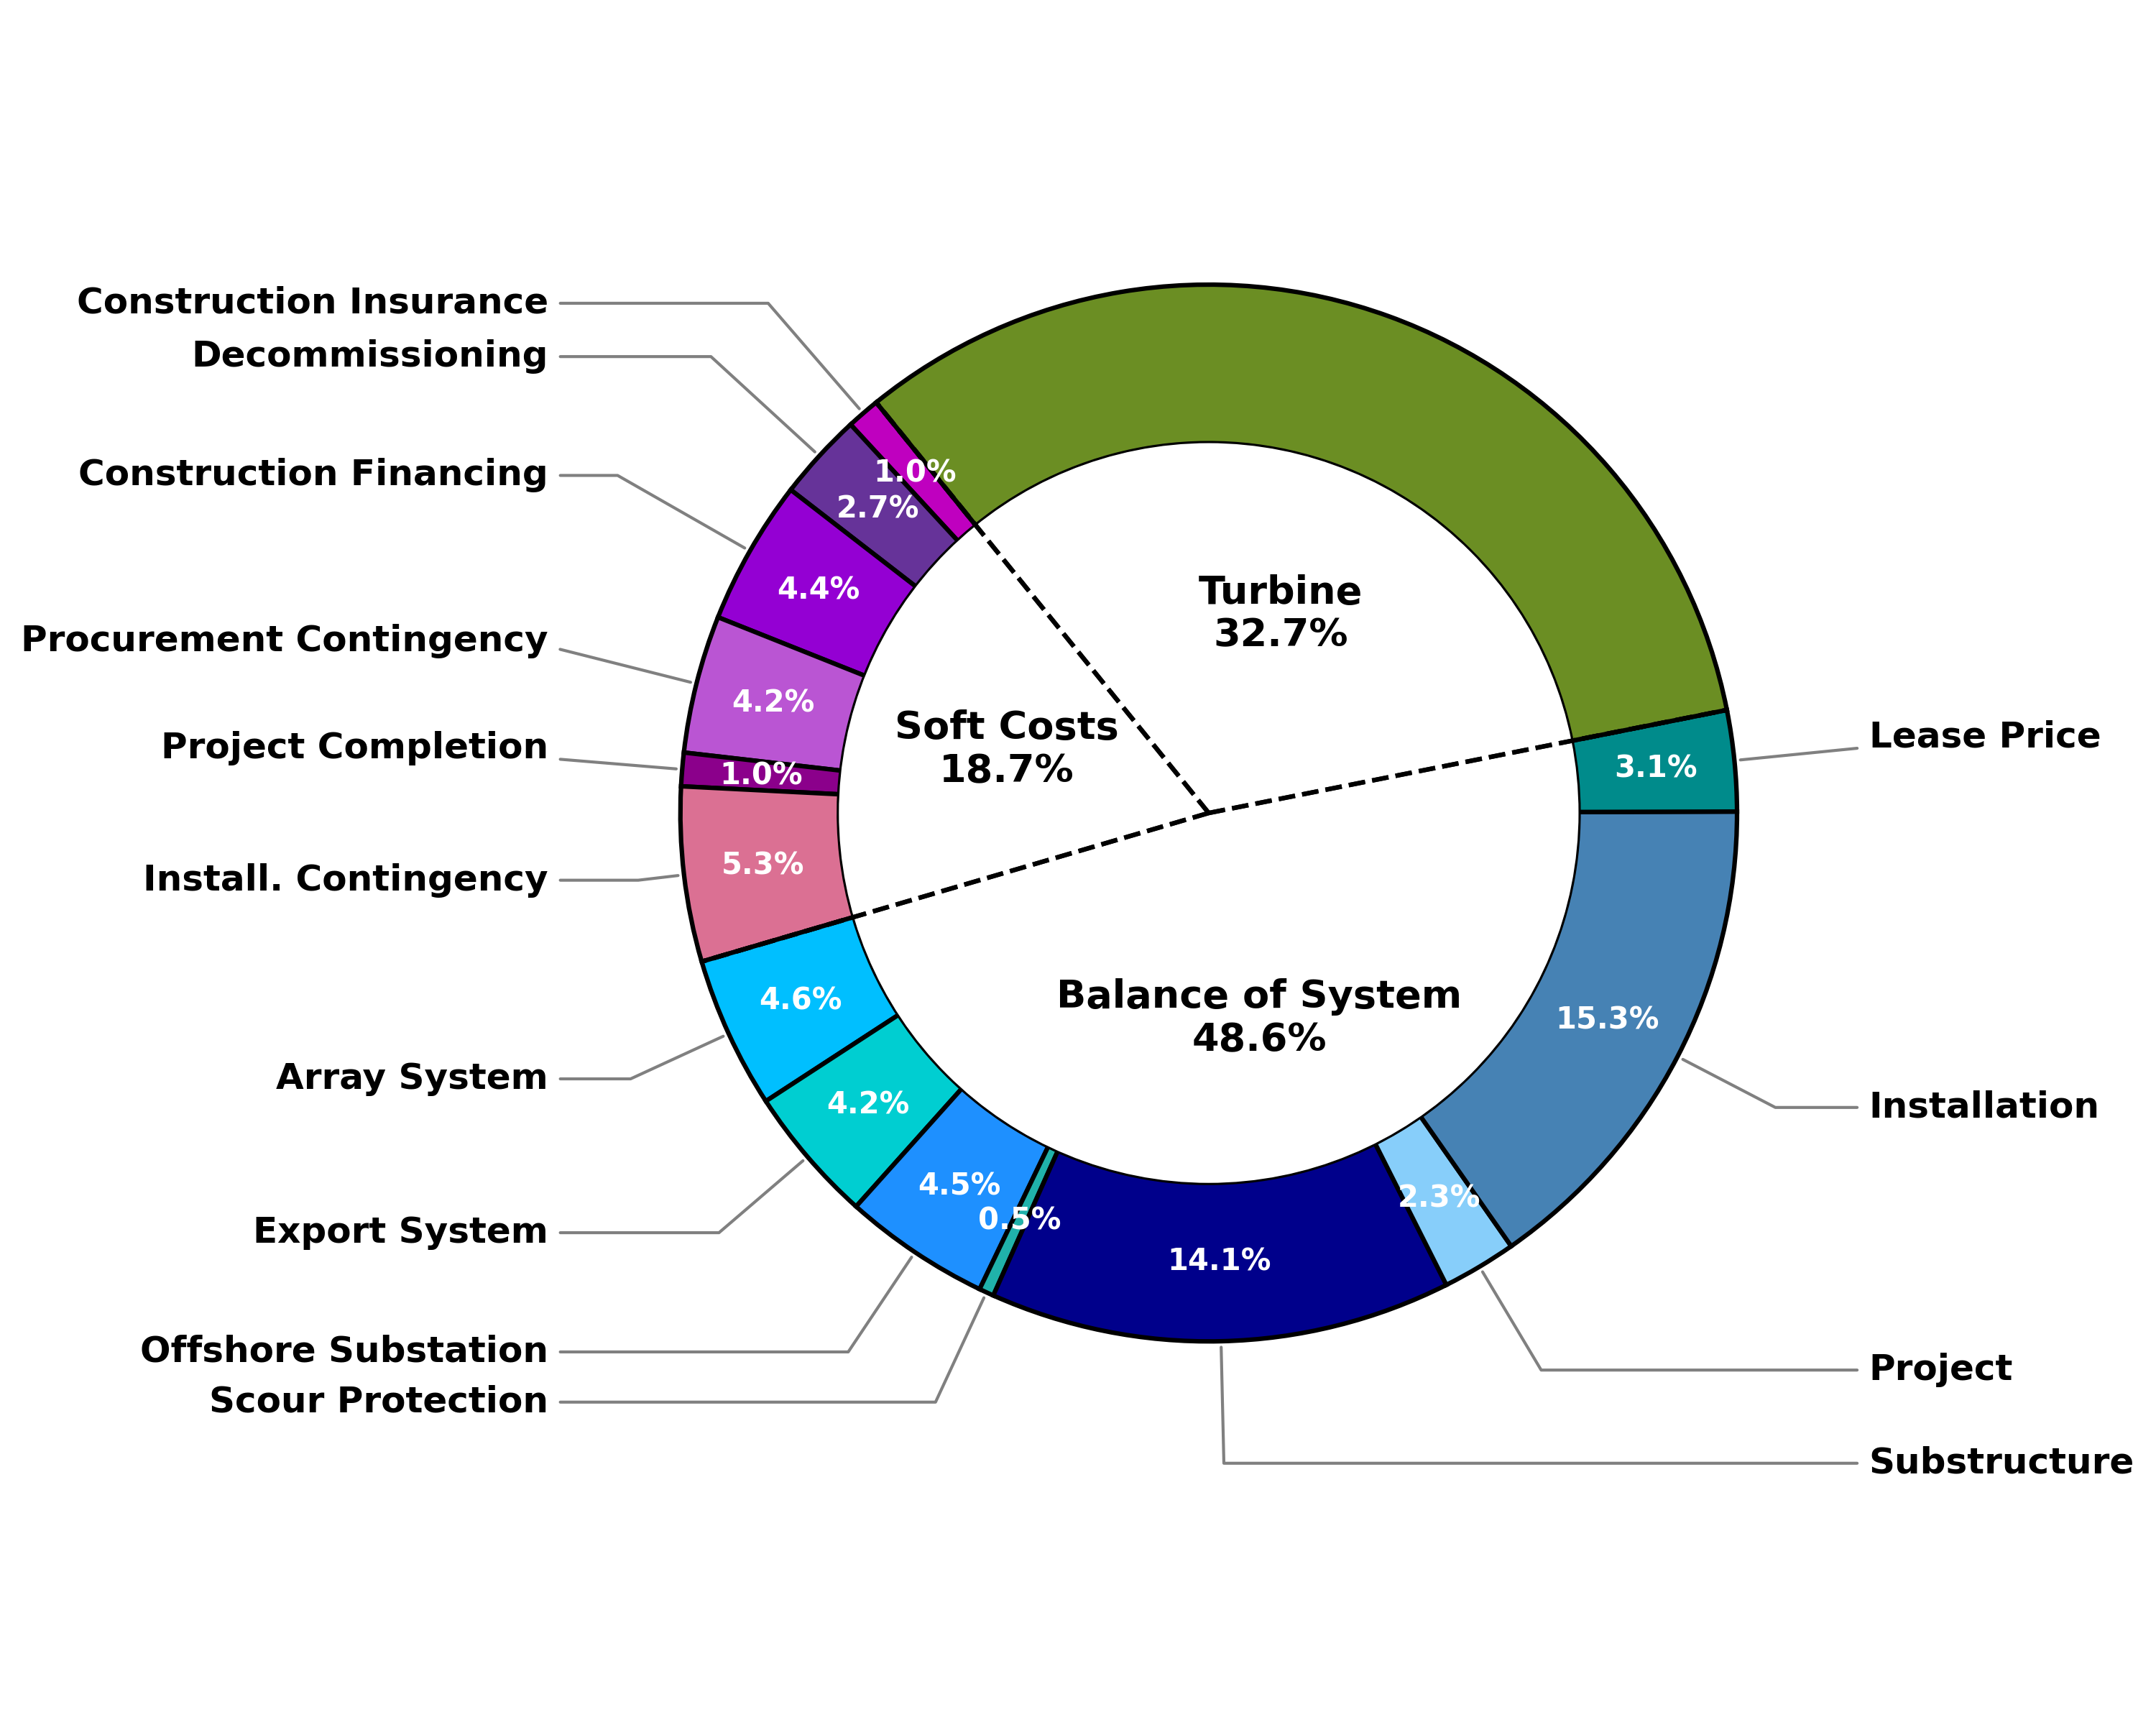 Construction Insurance
Decommissioning
Construction Financing
Procurement Contingency
Project Completion
Install. Contingency
Array System
Export System
Offshore Substation
Scour Protection
1.0%
2.7%
4.4%
4.2%
1.0%
5.3%
4.6%
4.2%
4.5%
0.5%
14.1%
2.3%
15.3%
3.1%
Turbine
32.7%
Soft Costs
18.7%
Balance of System
48.6%
Lease Price
Installation
Project
Substructure